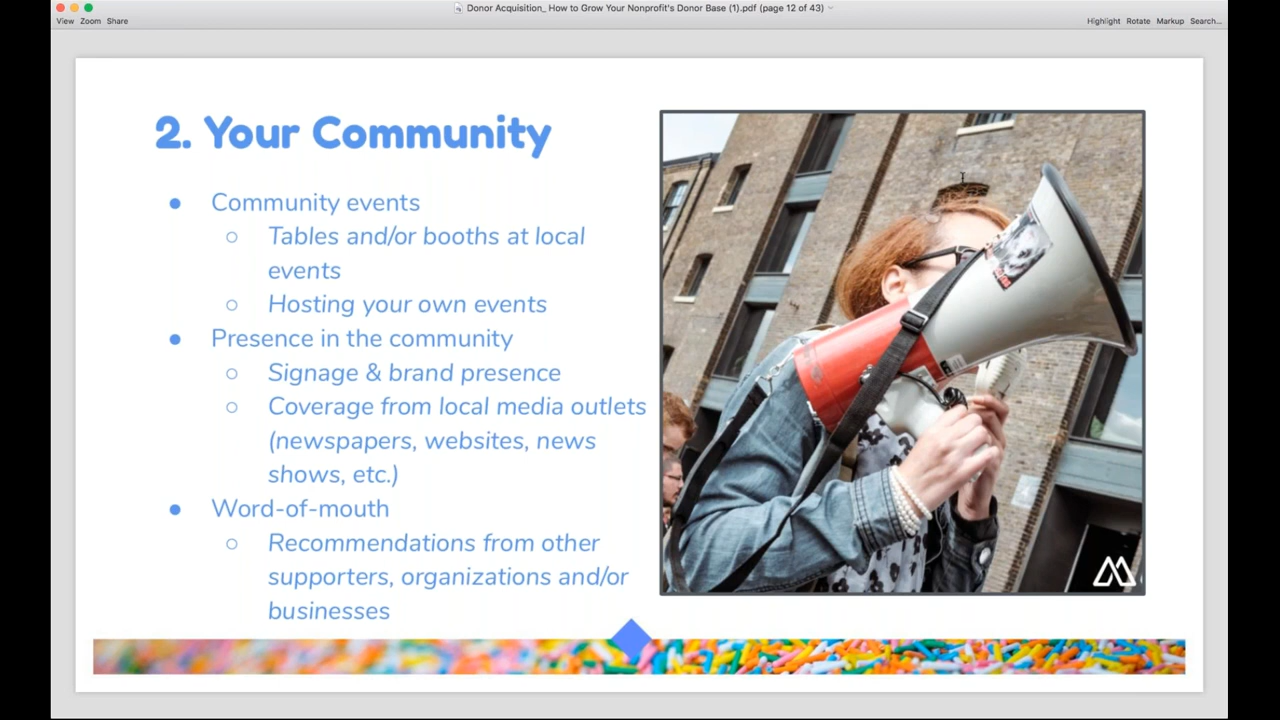 Donor Acquisition_ How to Grow Your Nonprofit's Donor Base (1).pdf (page 12 of 43)
View Zoom Share
Highlight Rotate Markup Search...
2. Your Community
● Community events
○ Tables and/or booths at local
events
○ Hosting your own events
● Presence in the community
○ Signage & brand presence
○ Coverage from local media outlets
(newspapers, websites, news
shows, etc.)
● Word-of-mouth
○ Recommendations from other
supporters, organizations and/or
businesses